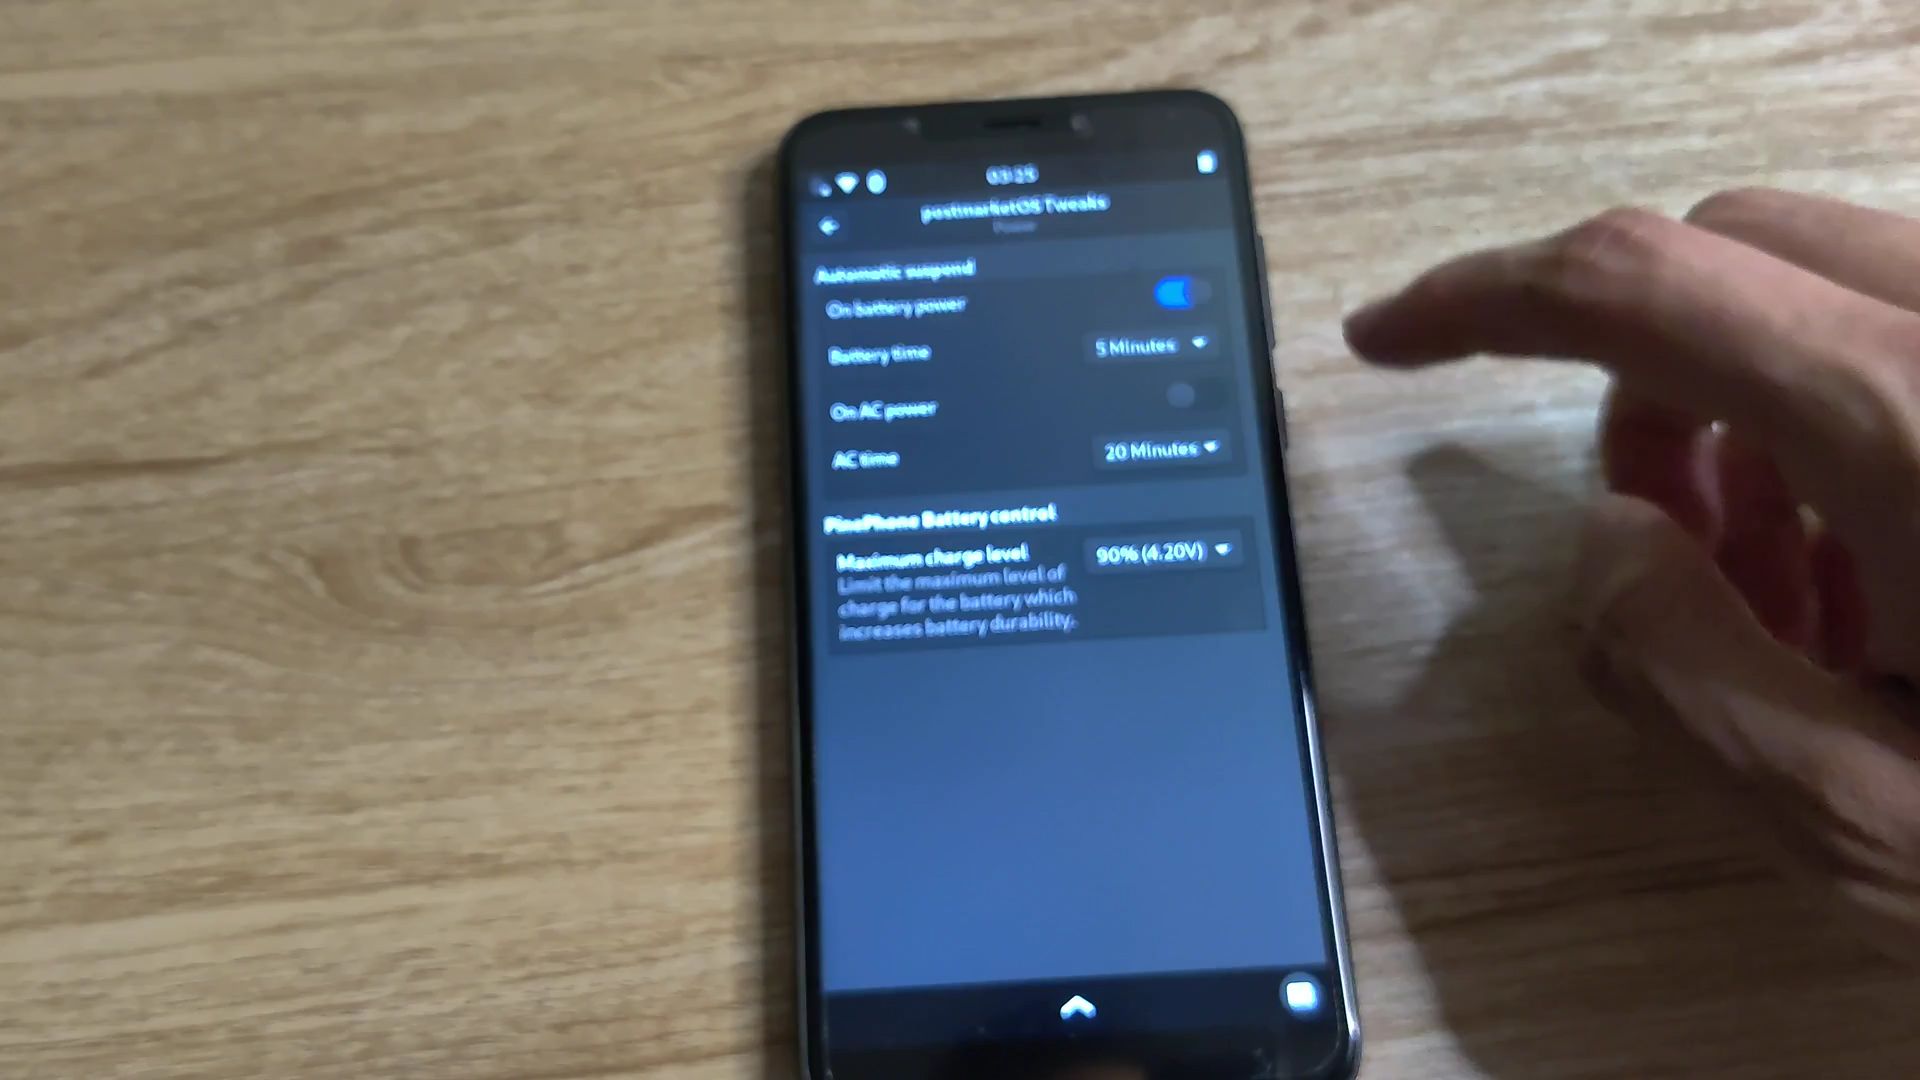 03:25
postmarketOS Tweaks
Power
Automatic suspend
On battery power
Battery time
5 Minutes
On AC power
AC time
20 Minutes
PinePhone Battery control
Maximum charge level
90% (4.20V)
Limit the maximum level of
charge for the battery which
increases battery durability.